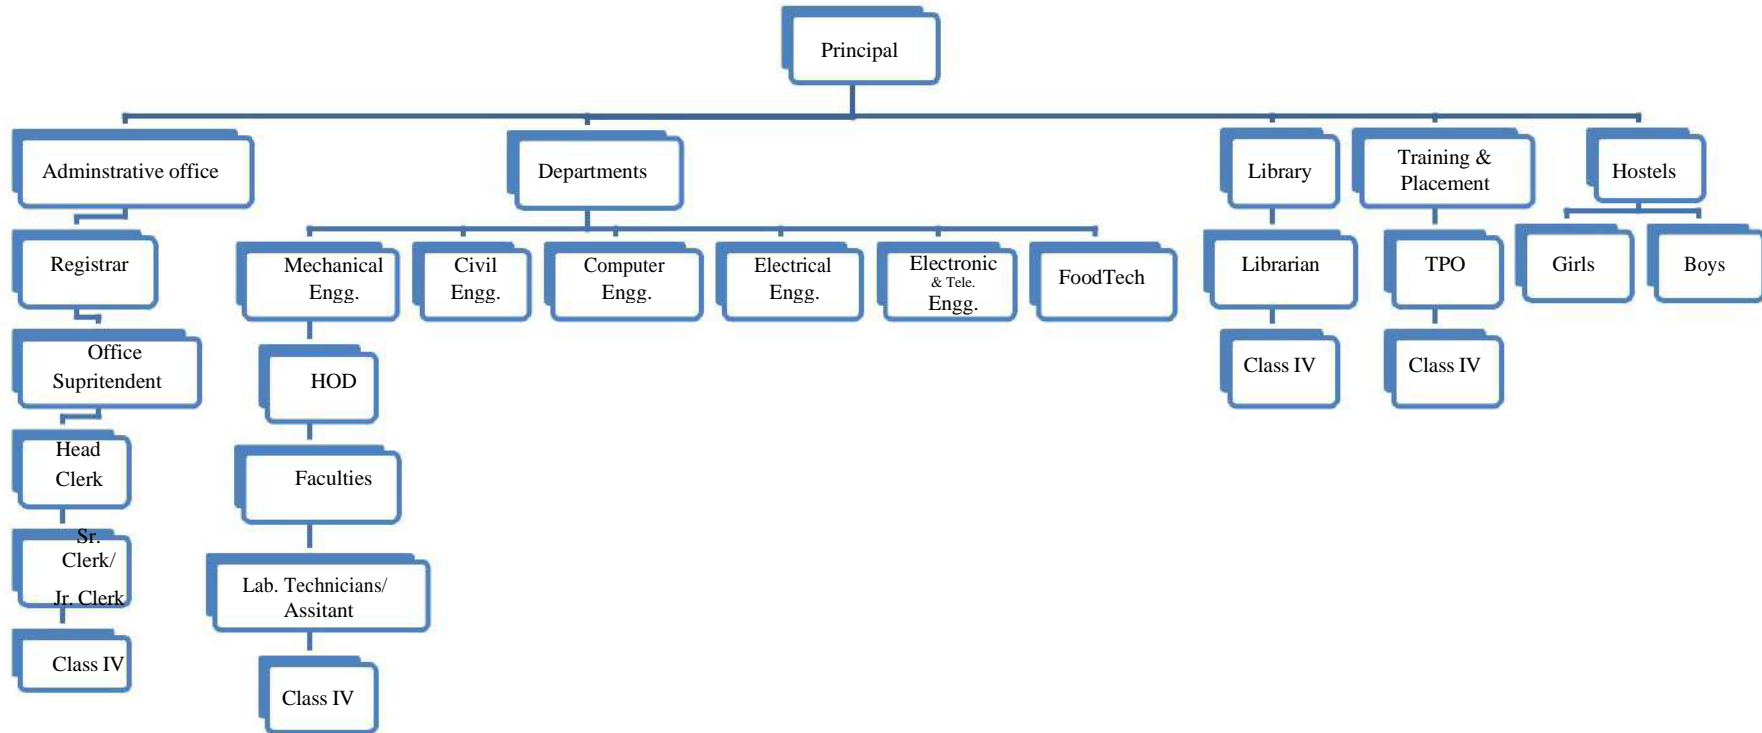 Principal
Adminstrative office
Departments
Library
Training &
Placement
Hostels
Registrar
Mechanical
Engg.
Civil
Engg.
Computer
Engg.
Electrical
Engg.
Electronic
& Tele.
Engg.
FoodTech
Librarian
TPO
Girls
Boys
Office
Supritendent
HOD
Class IV
Class IV
Head
Clerk
Faculties
Sr.
Clerk/
Jr. Clerk
Lab. Technicians/
Assitant
Class IV
Class IV